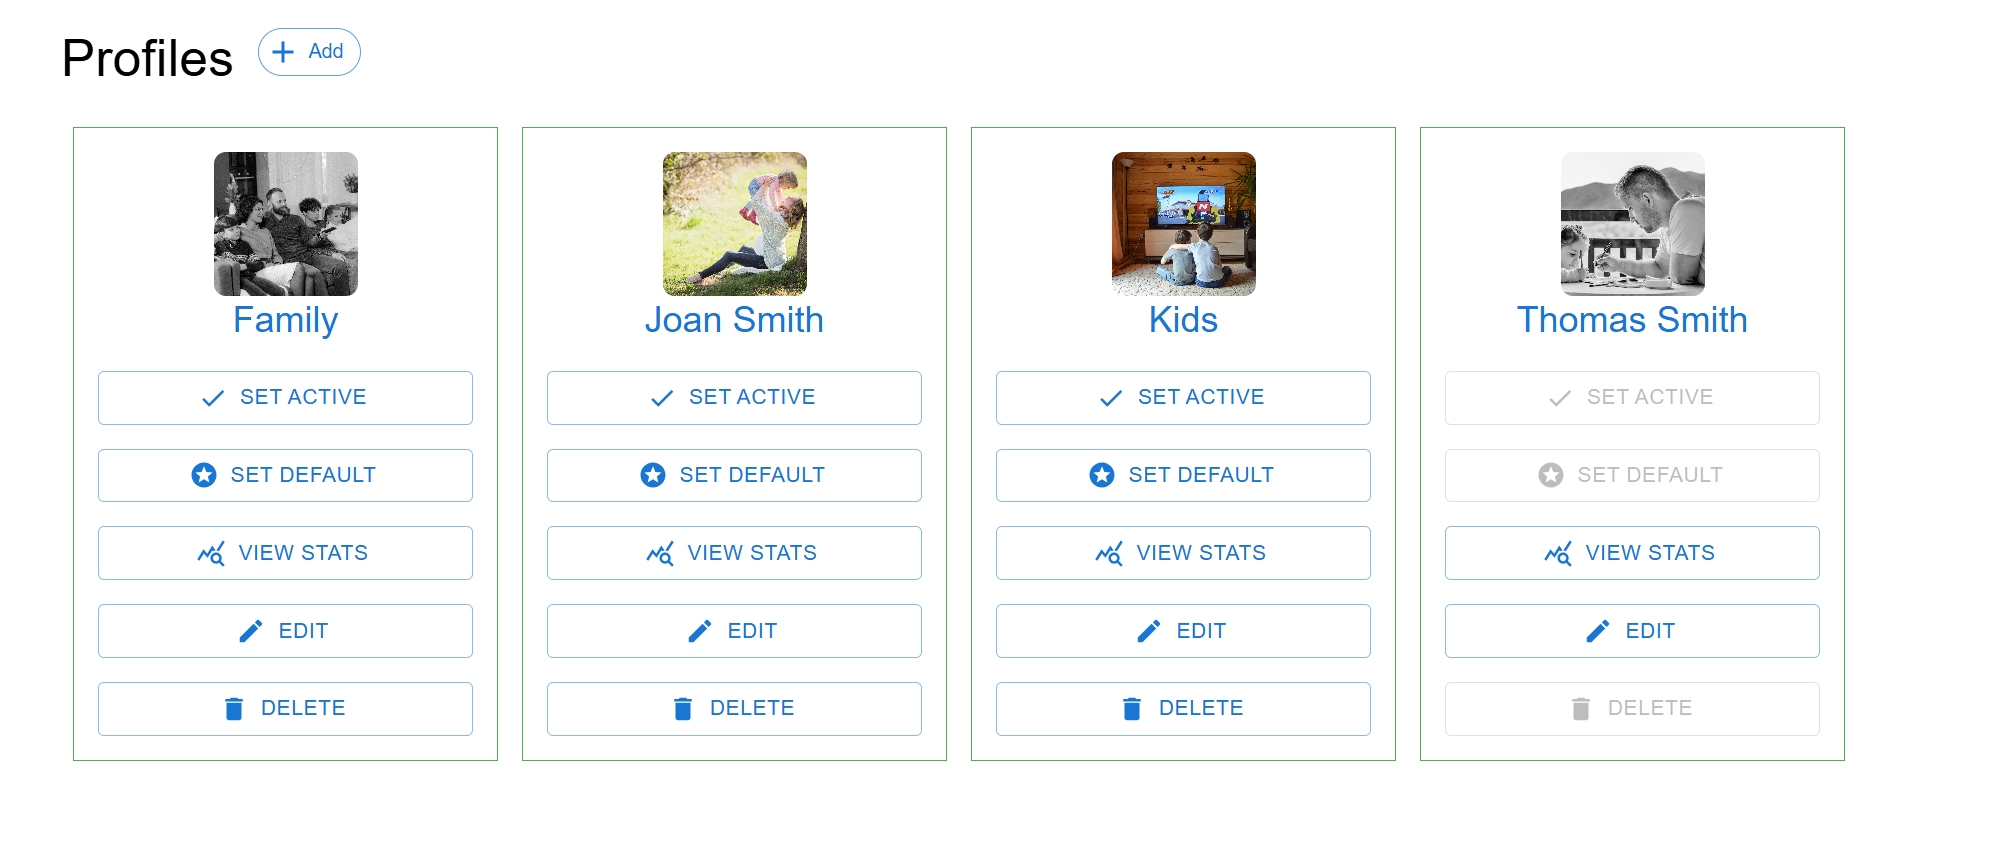 Profiles
Add
Family
SET ACTIVE
SET DEFAULT
VIEW STATS
EDIT
DELETE
Joan Smith
SET ACTIVE
SET DEFAULT
VIEW STATS
EDIT
DELETE
Kids
SET ACTIVE
SET DEFAULT
VIEW STATS
EDIT
DELETE
Thomas Smith
SET ACTIVE
SET DEFAULT
VIEW STATS
EDIT
DELETE